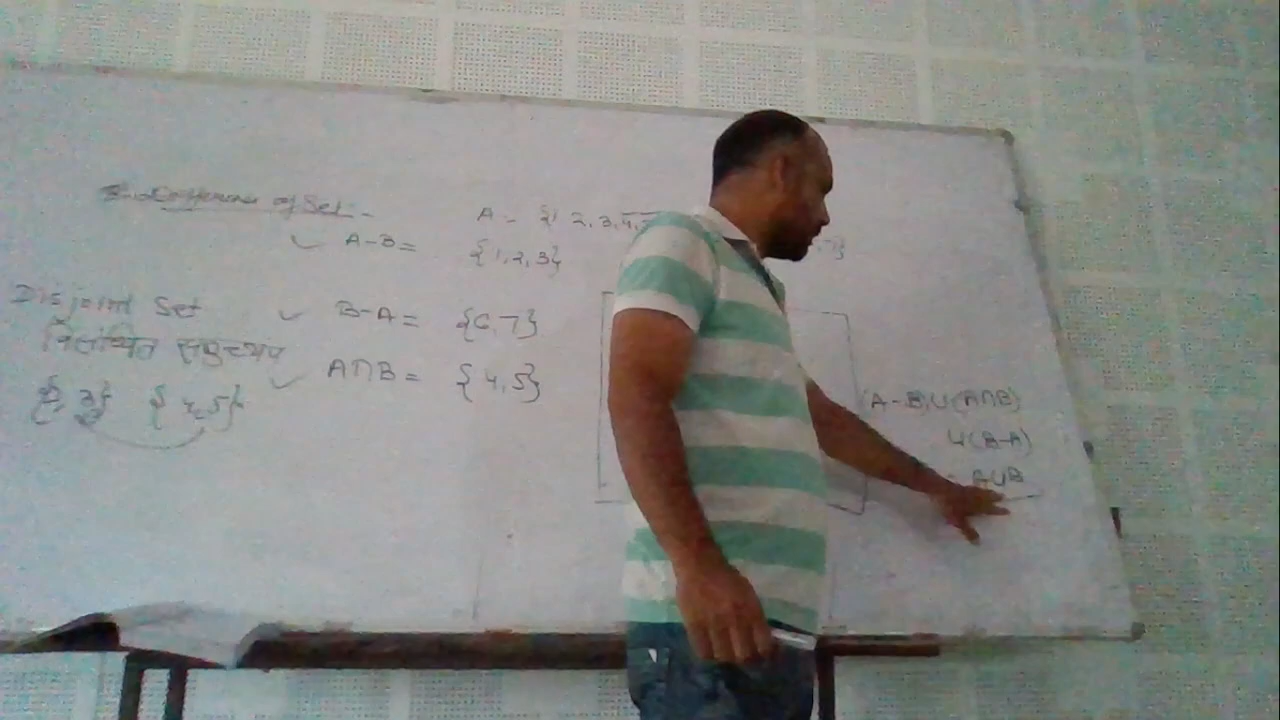 Difference of Set:-
A = {1 2, 3, 4,
A-B = {1, 2, 3}
Disjoint Set
B-A = {6, 7}
विसंघित समुच्चय
A∩B = {4, 5}
3} {4, 5}
(A-B)∪(A∩B)
∪(B-A)
= A∪B